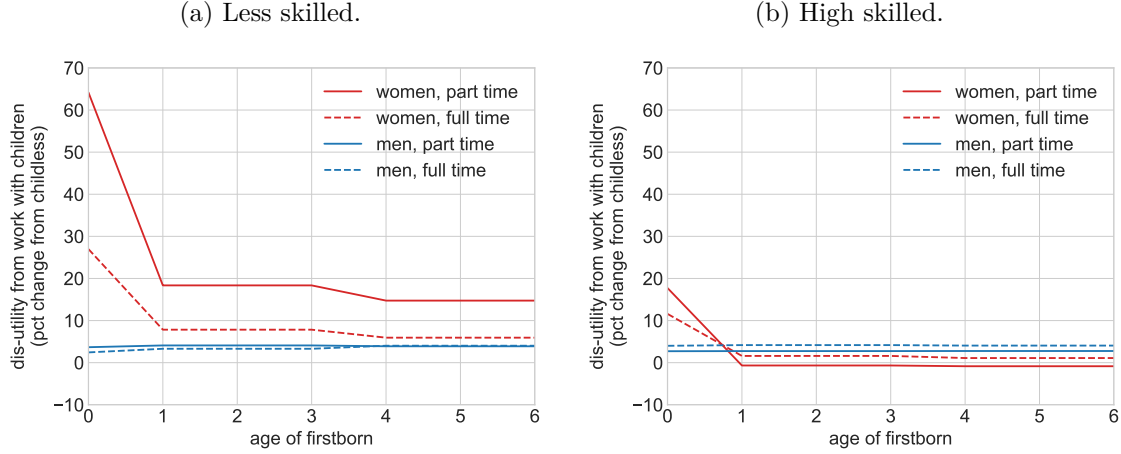 (a) Less skilled.
70
60
50
40
30
20
10
0
−10
0 1 2 3 4 5 6
age of firstborn
dis-utility from work with children
(pct change from childless)
women, part time
women, full time
men, part time
men, full time
(b) High skilled.
70
60
50
40
30
20
10
0
−10
0 1 2 3 4 5 6
age of firstborn
dis-utility from work with children
(pct change from childless)
women, part time
women, full time
men, part time
men, full time